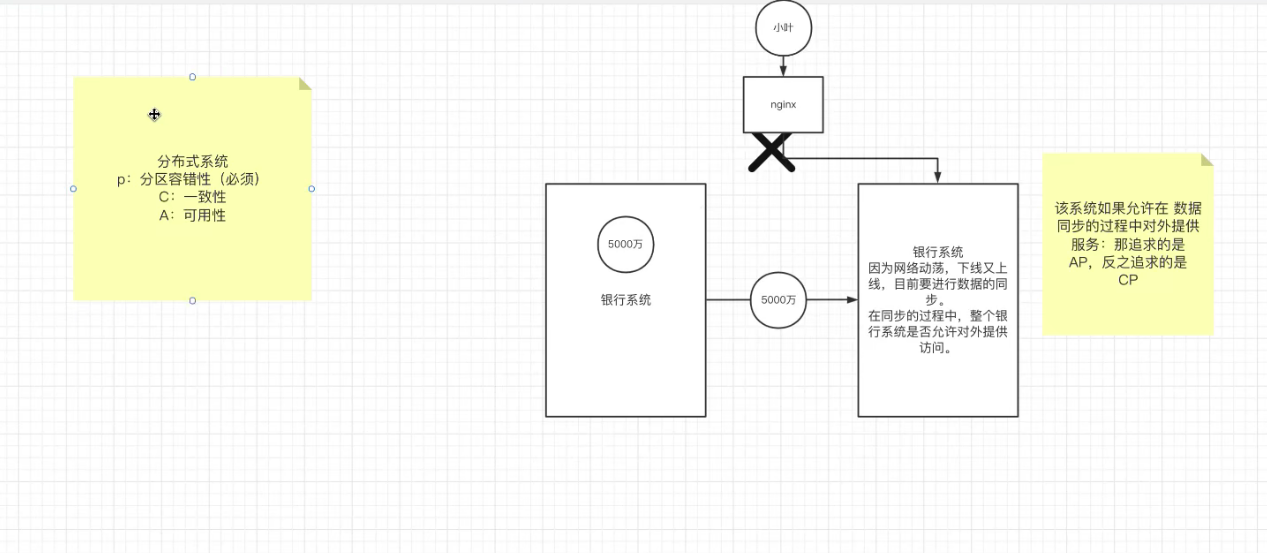 小叶
nginx
分布式系统
p：分区容错性（必须）
C：一致性
A：可用性
5000万
银行系统
5000万
银行系统
因为网络动荡，下线又上
线，目前要进行数据的同
步。
在同步的过程中，整个银
行系统是否允许对外提供
访问。
该系统如果允许在 数据
同步的过程中对外提供
服务：那追求的是
AP，反之追求的是
CP